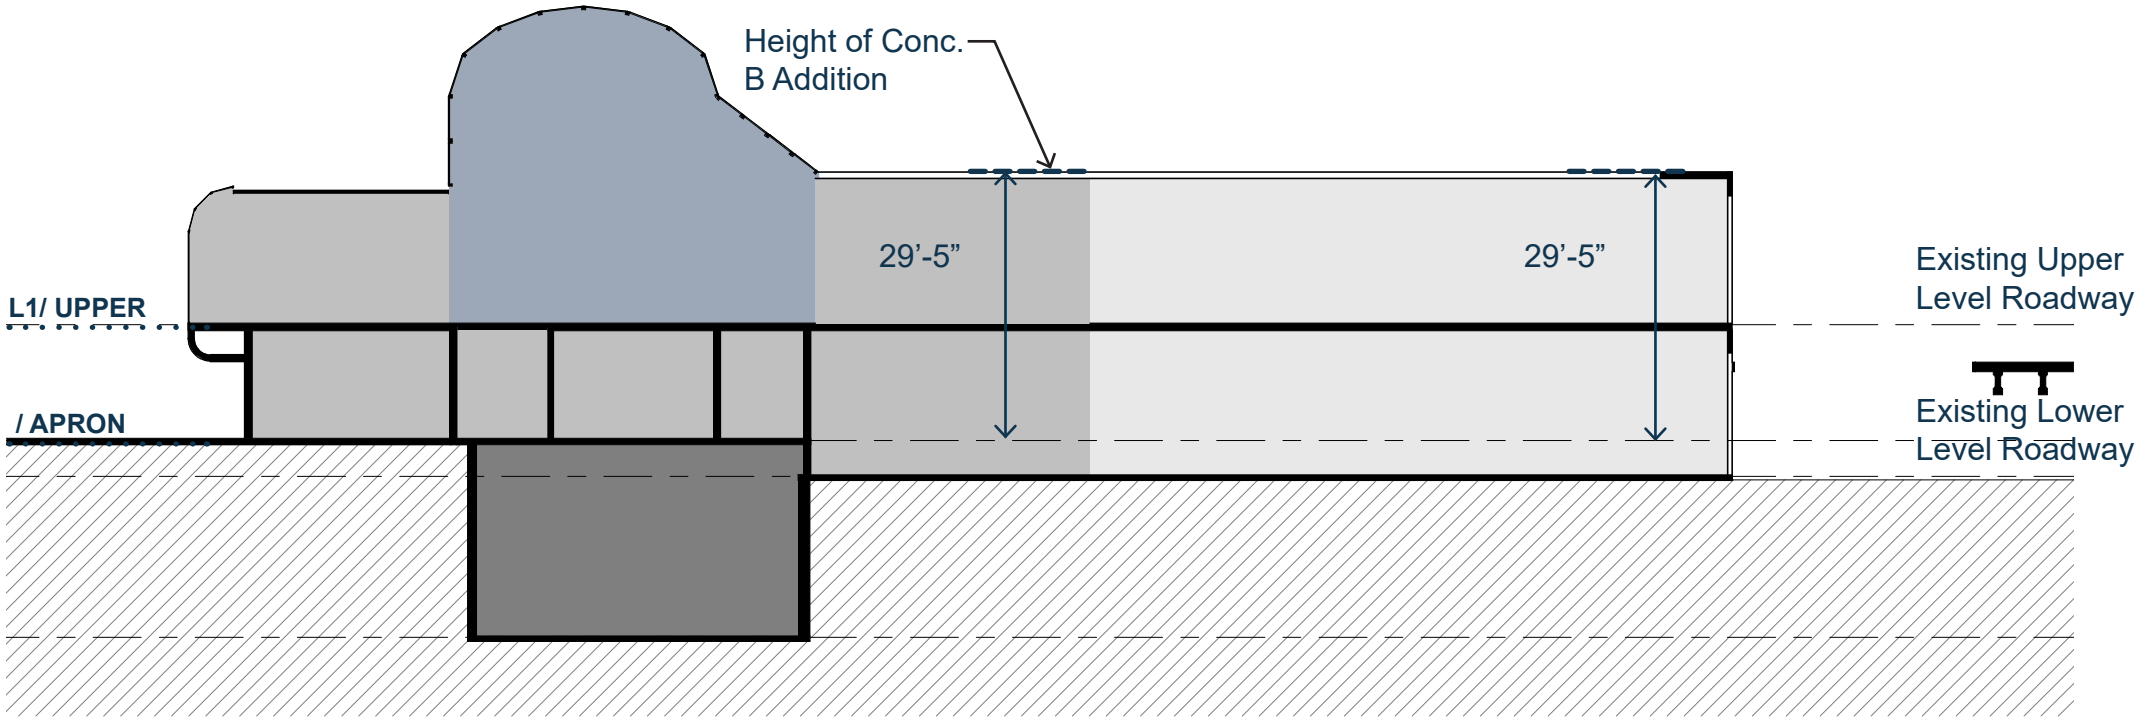 Height of Conc.
B Addition
29’-5”
29’-5”
Existing Upper
Level Roadway
L1/ UPPER
/ APRON
Existing Lower
Level Roadway